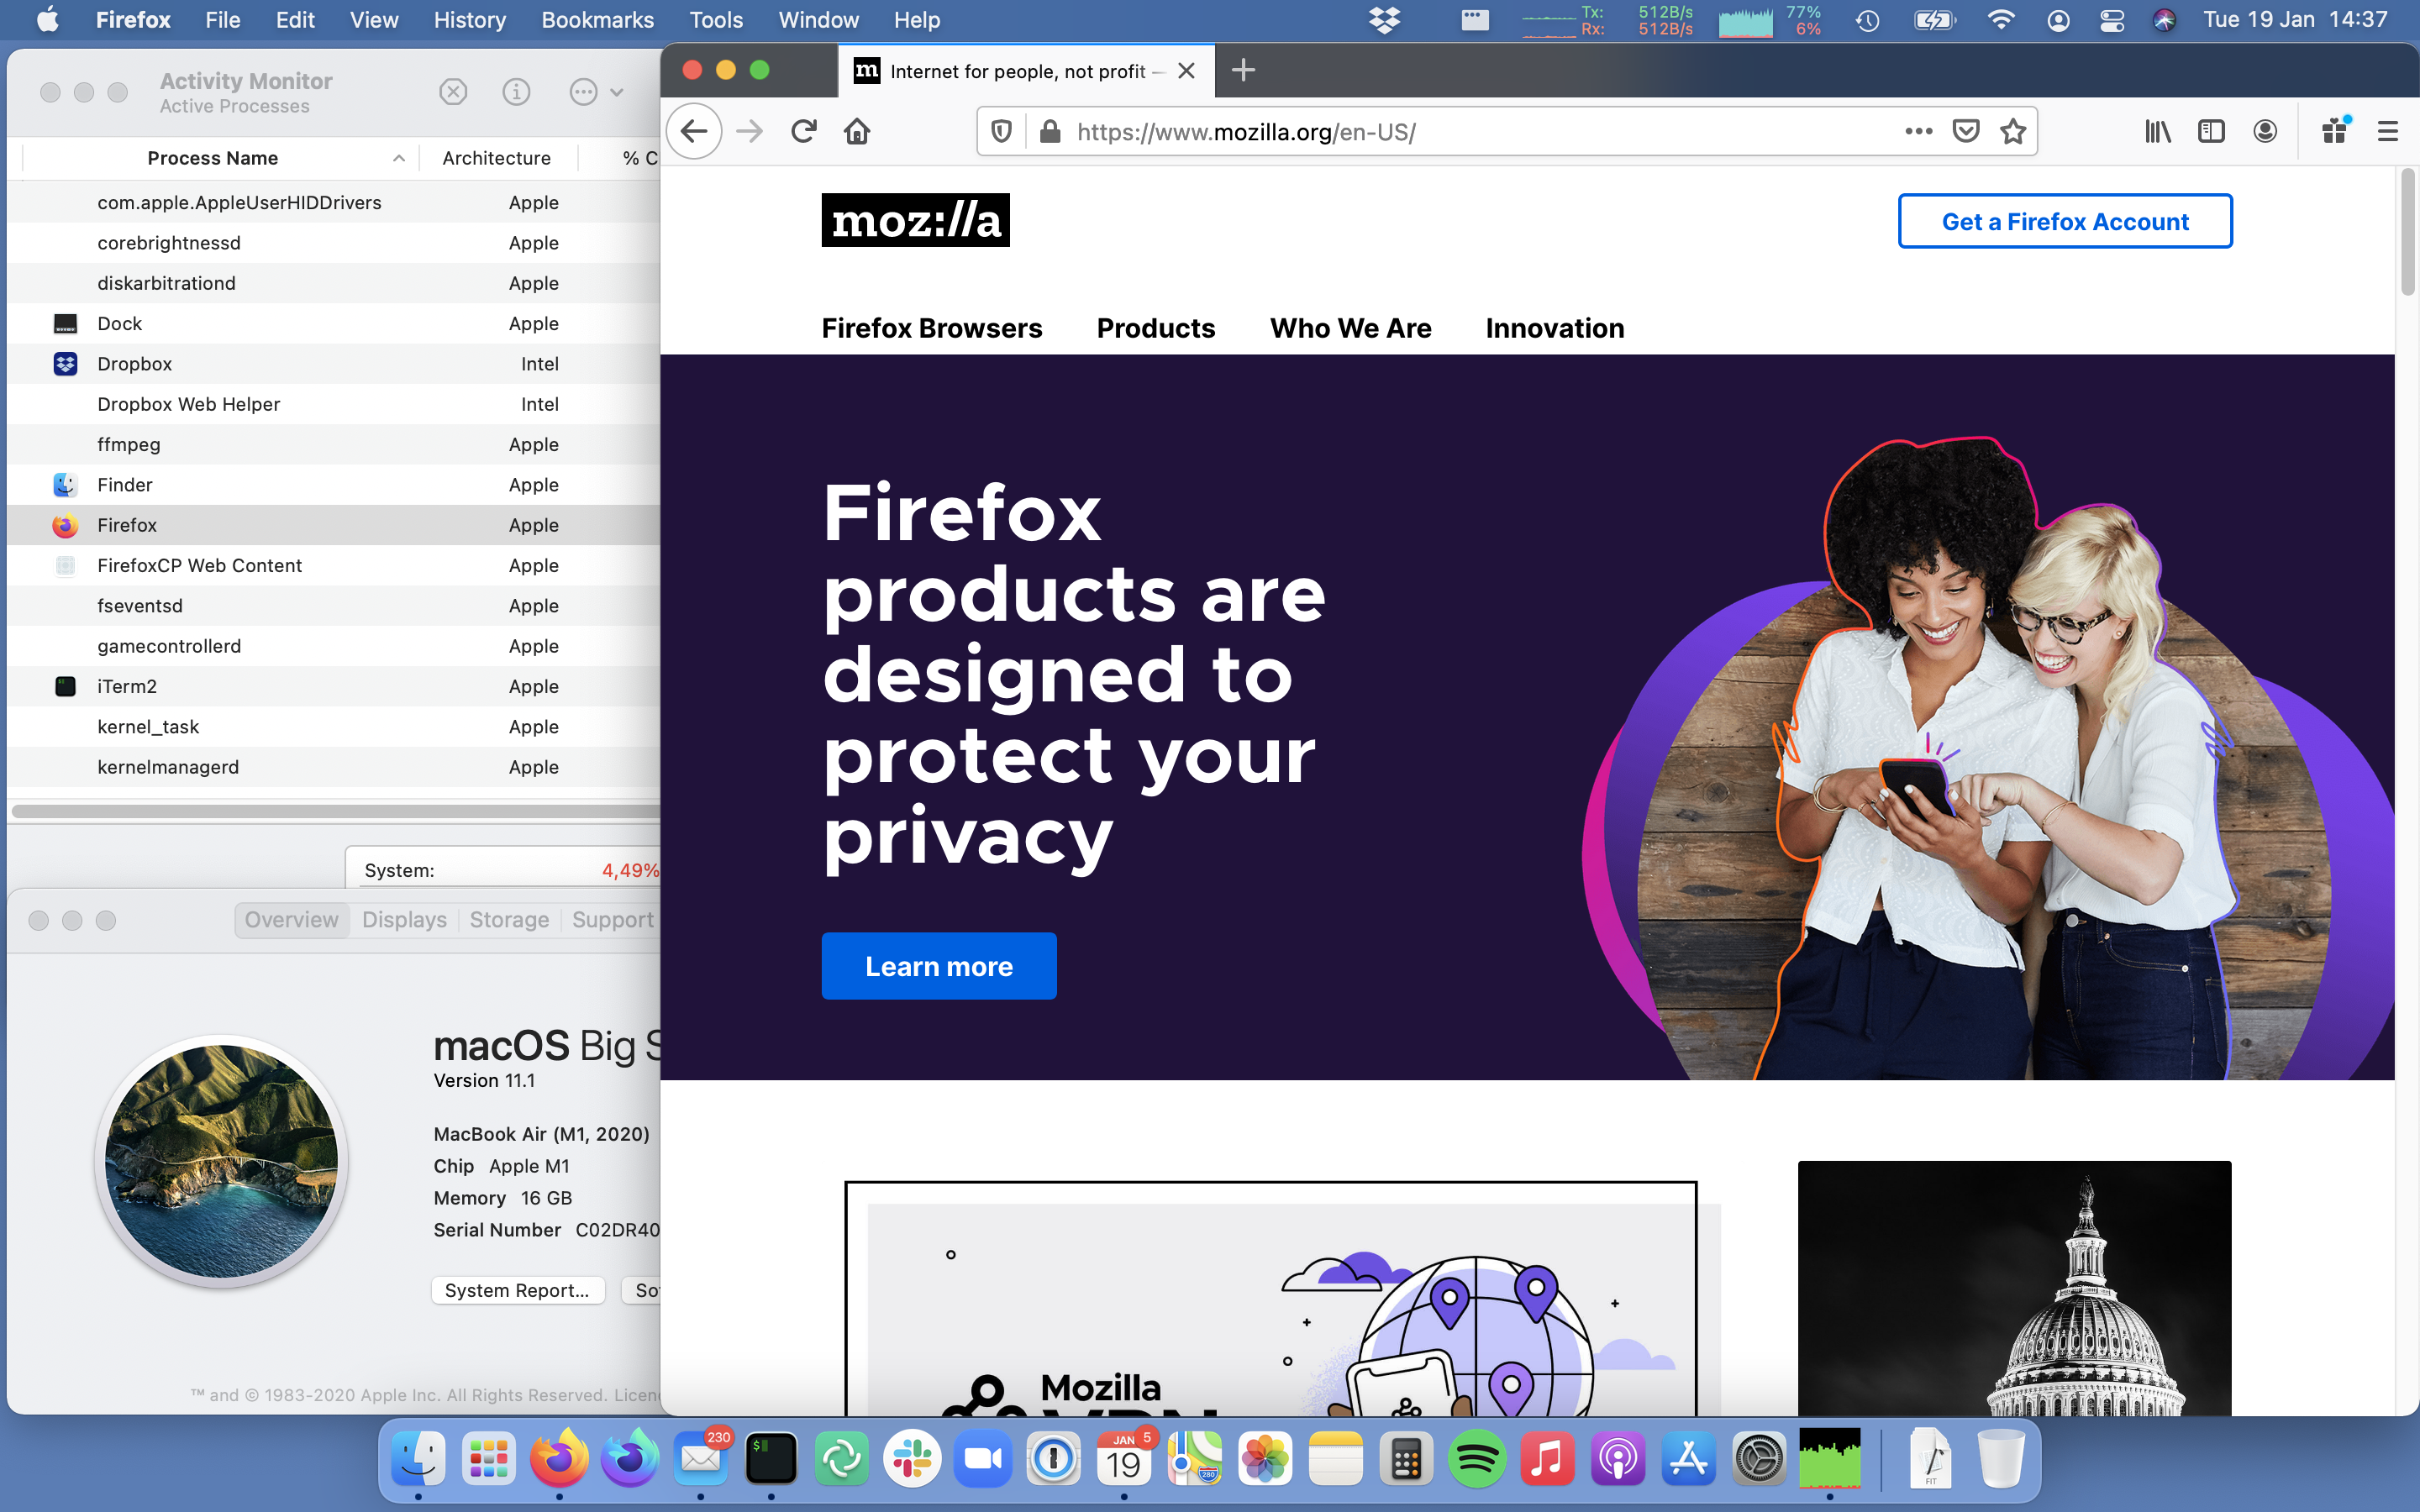 Firefox File Edit View History Bookmarks Tools Window Help
Tx: 512B/s 77%
Rx: 512B/s 6%
Tue 19 Jan 14:37
Activity Monitor
Active Processes
Process Name Architecture % C
com.apple.AppleUserHIDDrivers Apple
corebrightnessd Apple
diskarbitrationd Apple
Dock Apple
Dropbox Intel
Dropbox Web Helper Intel
ffmpeg Apple
Finder Apple
Firefox Apple
FirefoxCP Web Content Apple
fseventsd Apple
gamecontrollerd Apple
iTerm2 Apple
kernel_task Apple
kernelmanagerd Apple
System: 4,49%
Overview Displays Storage Support
macOS Big S
Version 11.1
MacBook Air (M1, 2020)
Chip Apple M1
Memory 16 GB
Serial Number C02DR40
System Report... So
™ and © 1983-2020 Apple Inc. All Rights Reserved. Licen
m Internet for people, not profit —
https://www.mozilla.org/en-US/
moz://a
Get a Firefox Account
Firefox Browsers Products Who We Are Innovation
Firefox
products are
designed to
protect your
privacy
Learn more
Mozilla
VPN
230
JAN 5
19
280
FIT